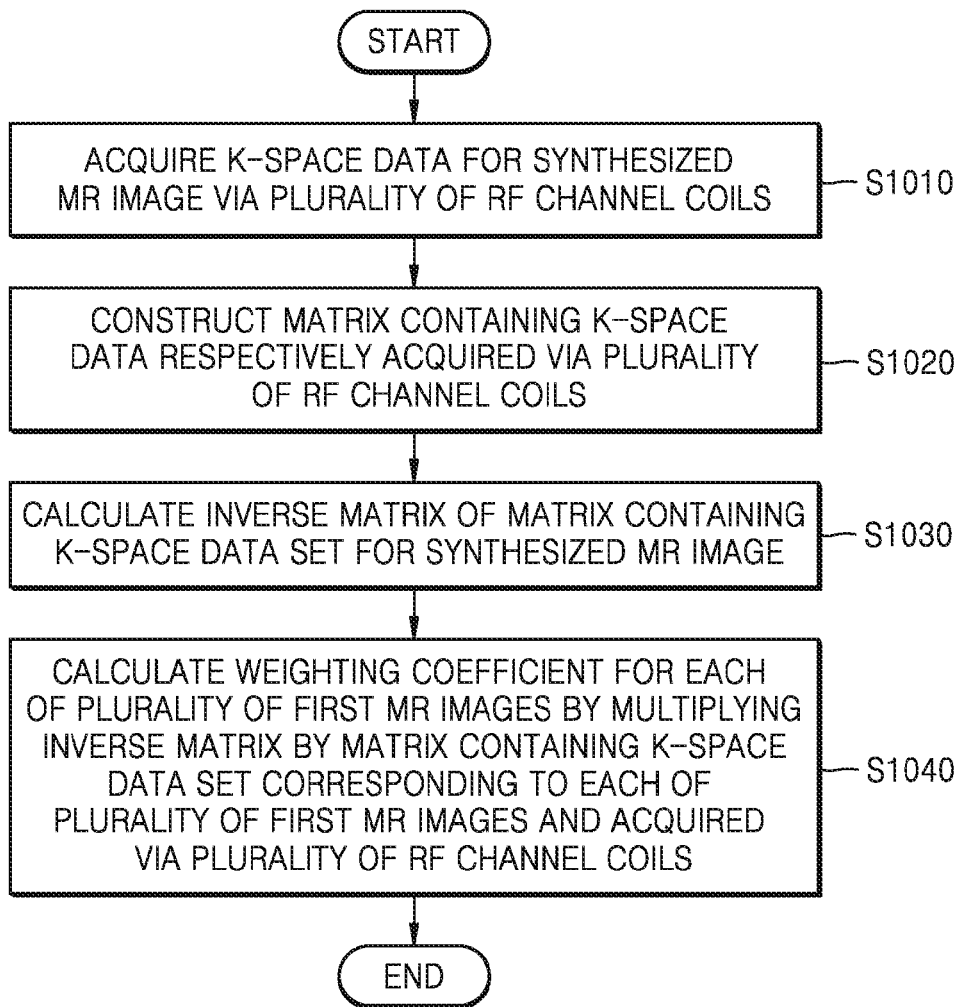 START
ACQUIRE K-SPACE DATA FOR SYNTHESIZED
MR IMAGE VIA PLURALITY OF RF CHANNEL COILS
S1010
CONSTRUCT MATRIX CONTAINING K-SPACE
DATA RESPECTIVELY ACQUIRED VIA PLURALITY
OF RF CHANNEL COILS
S1020
CALCULATE INVERSE MATRIX OF MATRIX CONTAINING
K-SPACE DATA SET FOR SYNTHESIZED MR IMAGE
S1030
CALCULATE WEIGHTING COEFFICIENT FOR EACH
OF PLURALITY OF FIRST MR IMAGES BY MULTIPLYING
INVERSE MATRIX BY MATRIX CONTAINING K-SPACE
DATA SET CORRESPONDING TO EACH OF
PLURALITY OF FIRST MR IMAGES AND ACQUIRED
VIA PLURALITY OF RF CHANNEL COILS
S1040
END